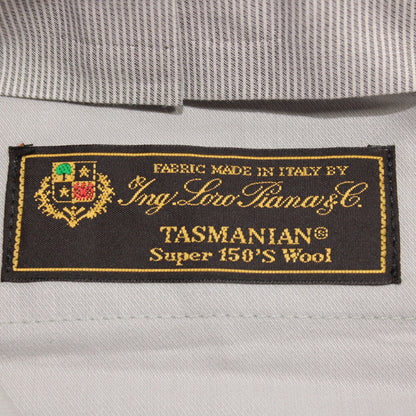 FABRIC MADE IN ITALY BY
Ing. Loro Piana & C.
TASMANIAN®
Super 150'S Wool